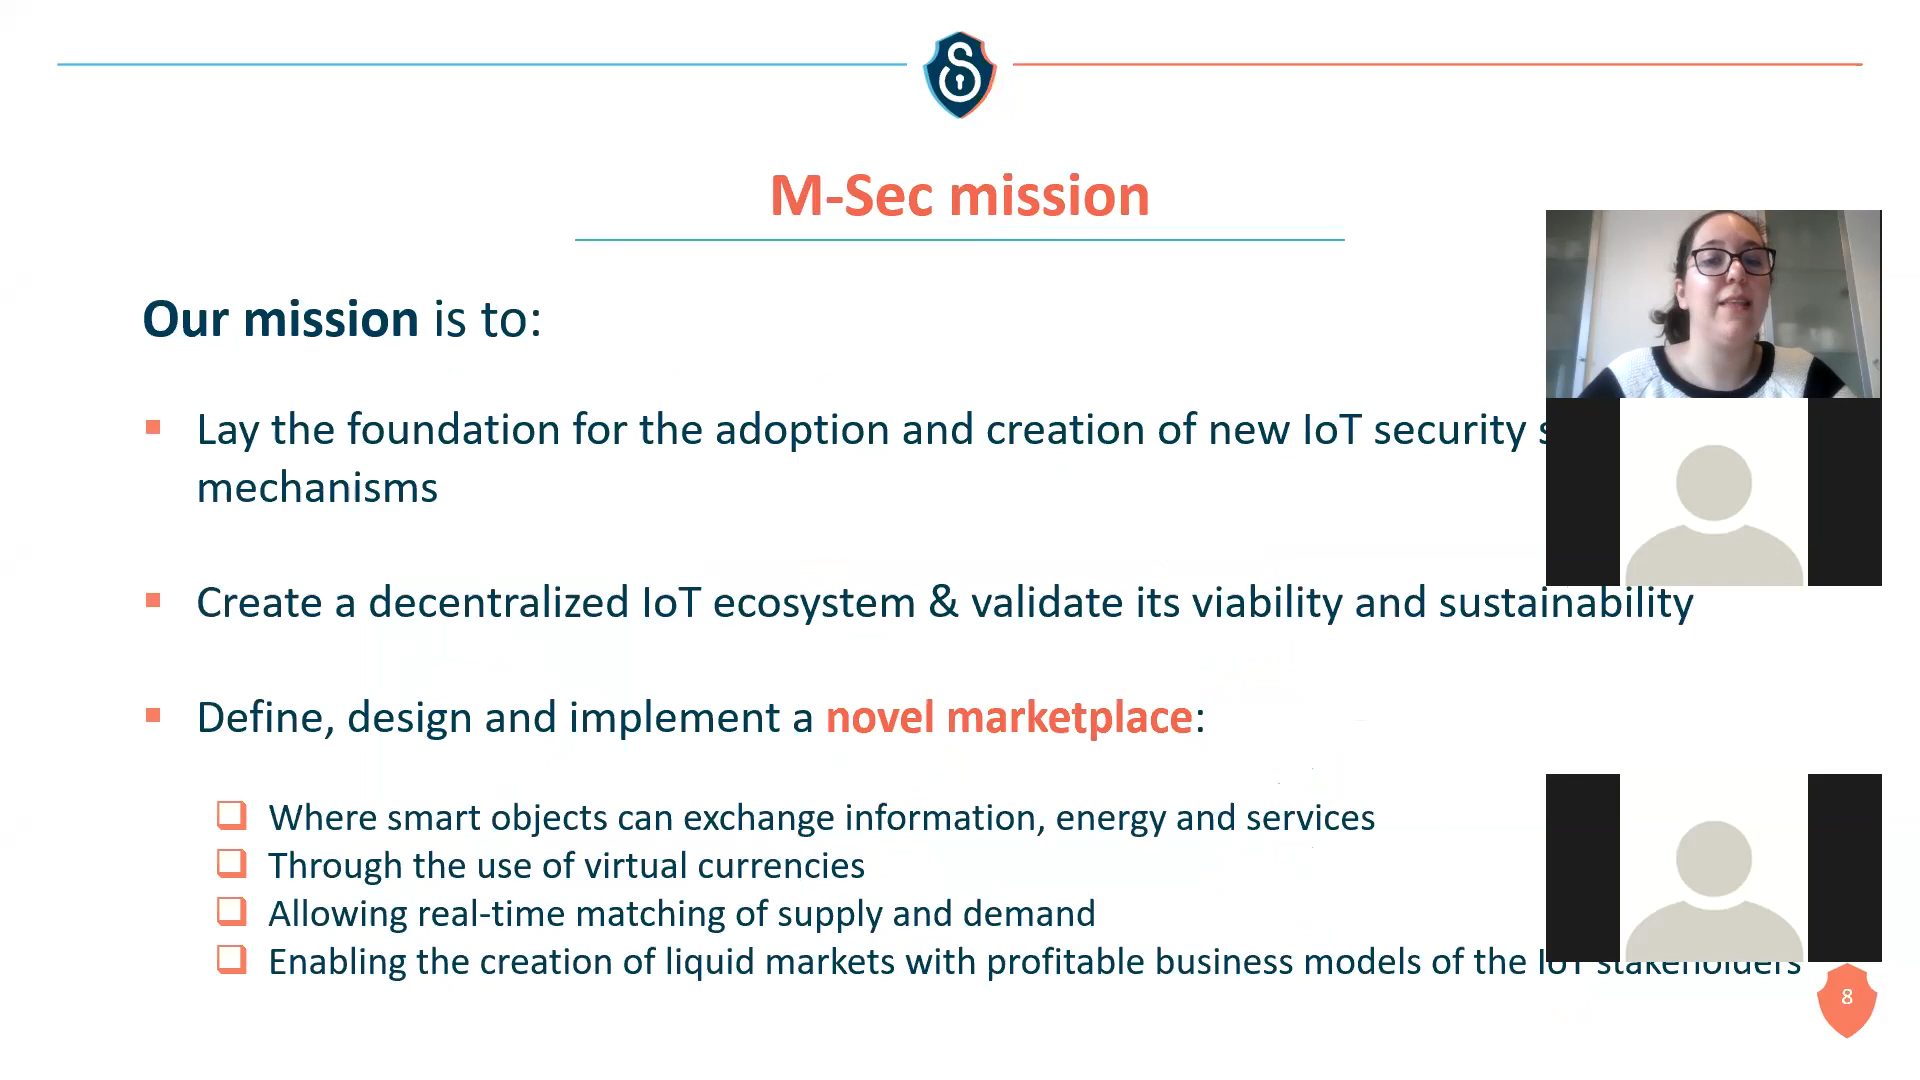 M-Sec mission
Our mission is to:
Lay the foundation for the adoption and creation of new IoT security
mechanisms
Create a decentralized IoT ecosystem & validate its viability and sustainability
Define, design and implement a novel marketplace:
Where smart objects can exchange information, energy and services
Through the use of virtual currencies
Allowing real-time matching of supply and demand
Enabling the creation of liquid markets with profitable business models of the IoT stakeholders
8